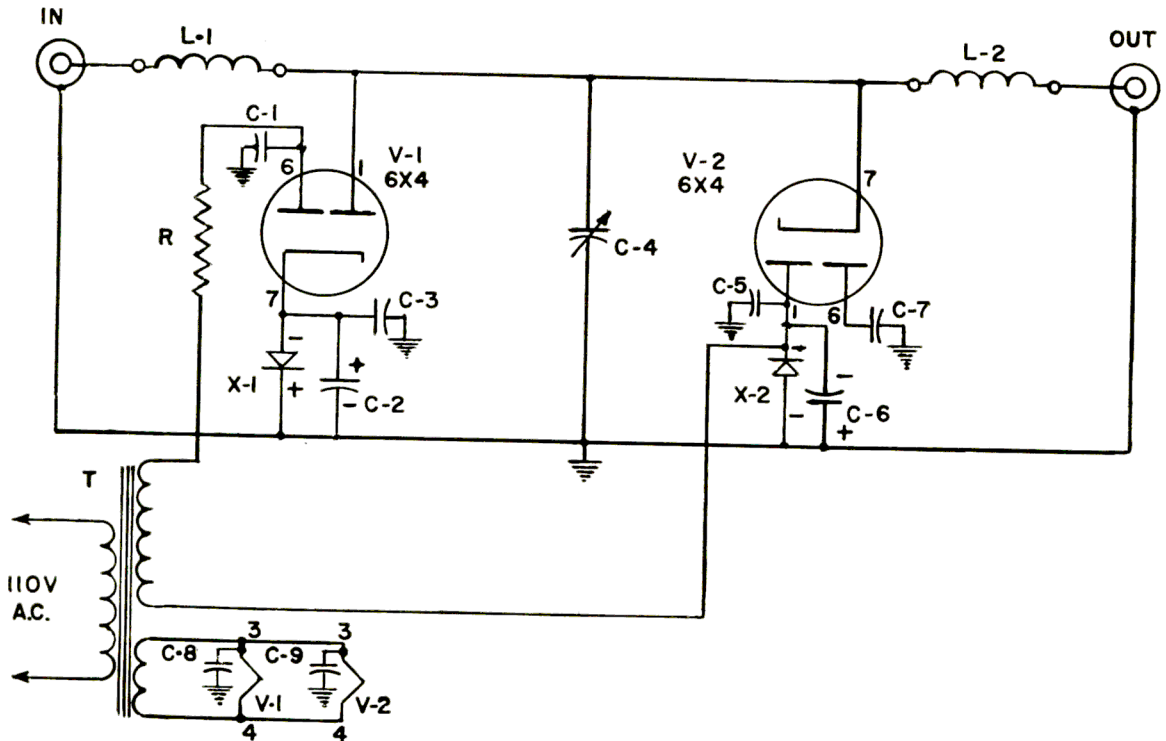 IN
L-1
L-2
OUT
C-1
6
1
V-1
6X4
V-2
6X4
7
R
C-4
7
C-3
C-5
1
6
C-7
-
+
+
X-1
+
-
C-2
X-2
-
-
C-6
+
T
110V
A.C.
3
3
C-8
C-9
V-1
V-2
4
4